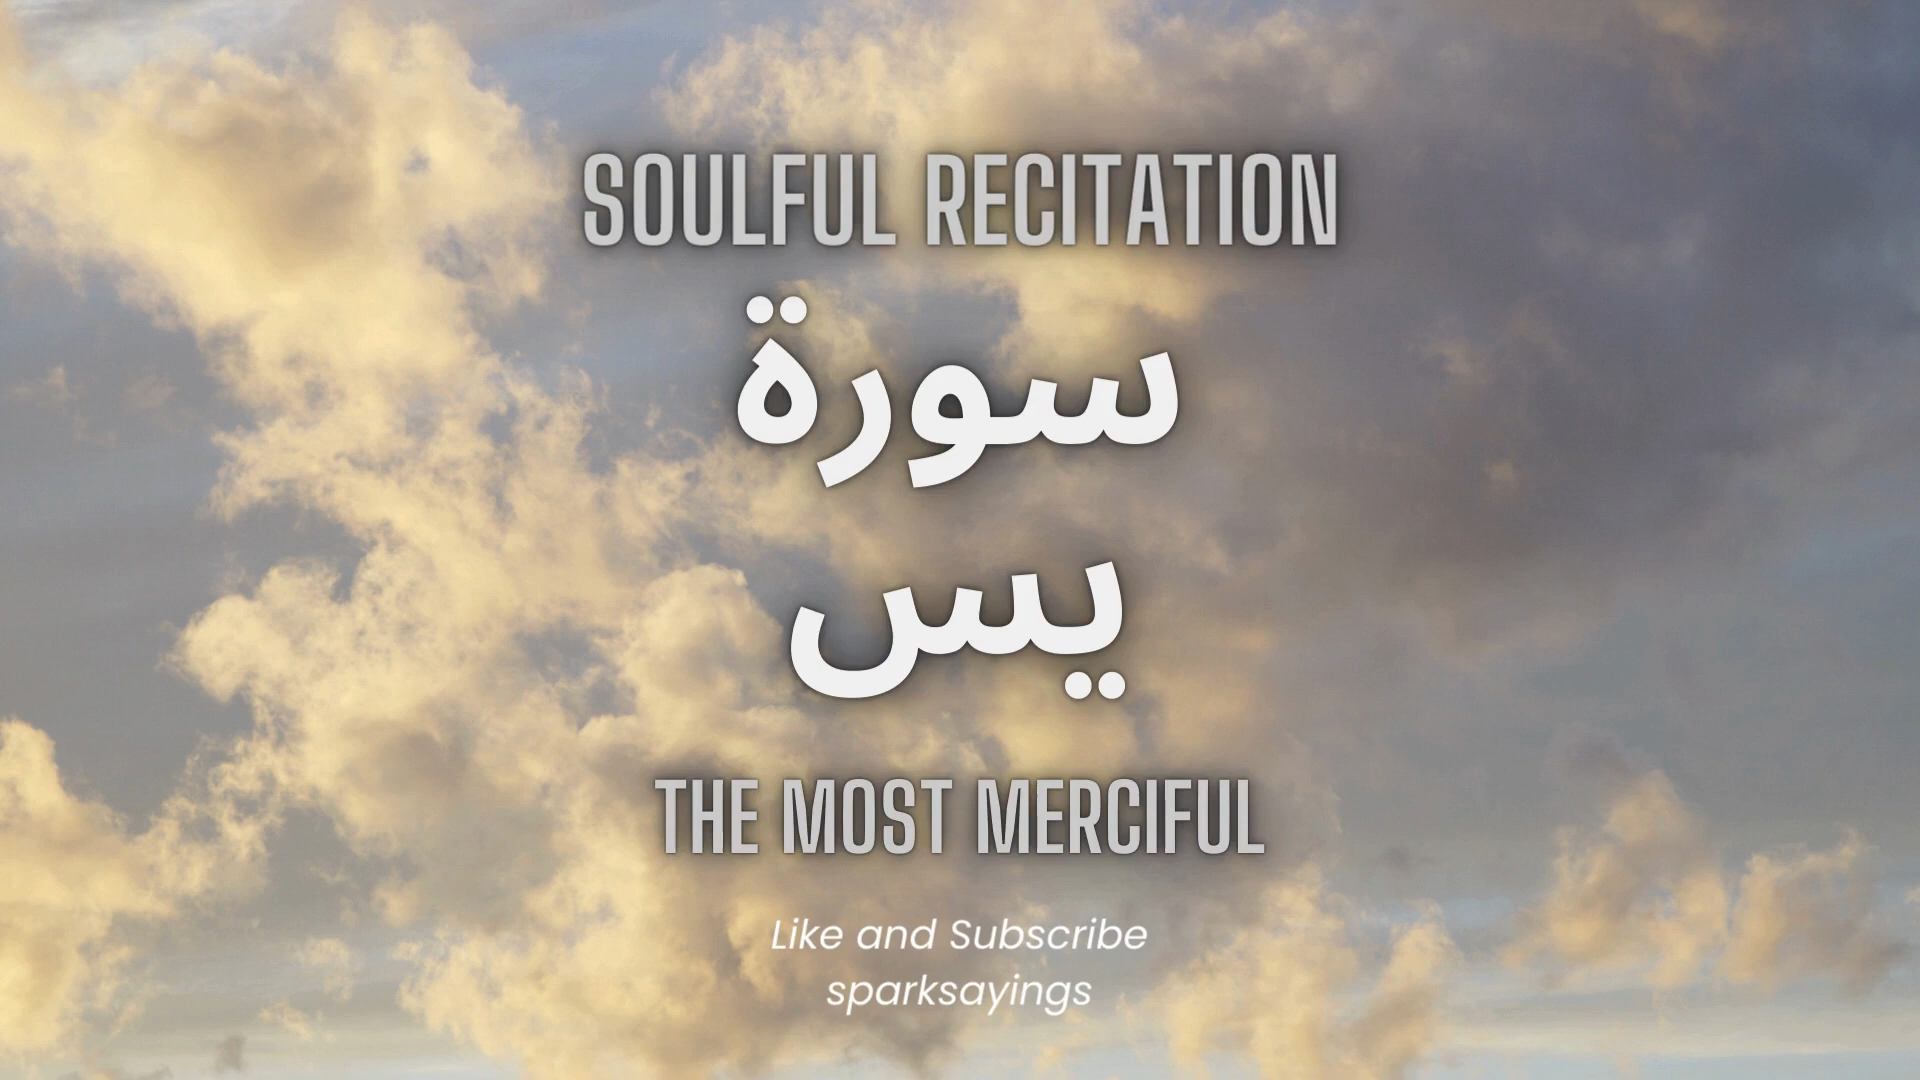 SOULFUL RECITATION
سورة
يس
THE MOST MERCIFUL
Like and Subscribe
sparksayings